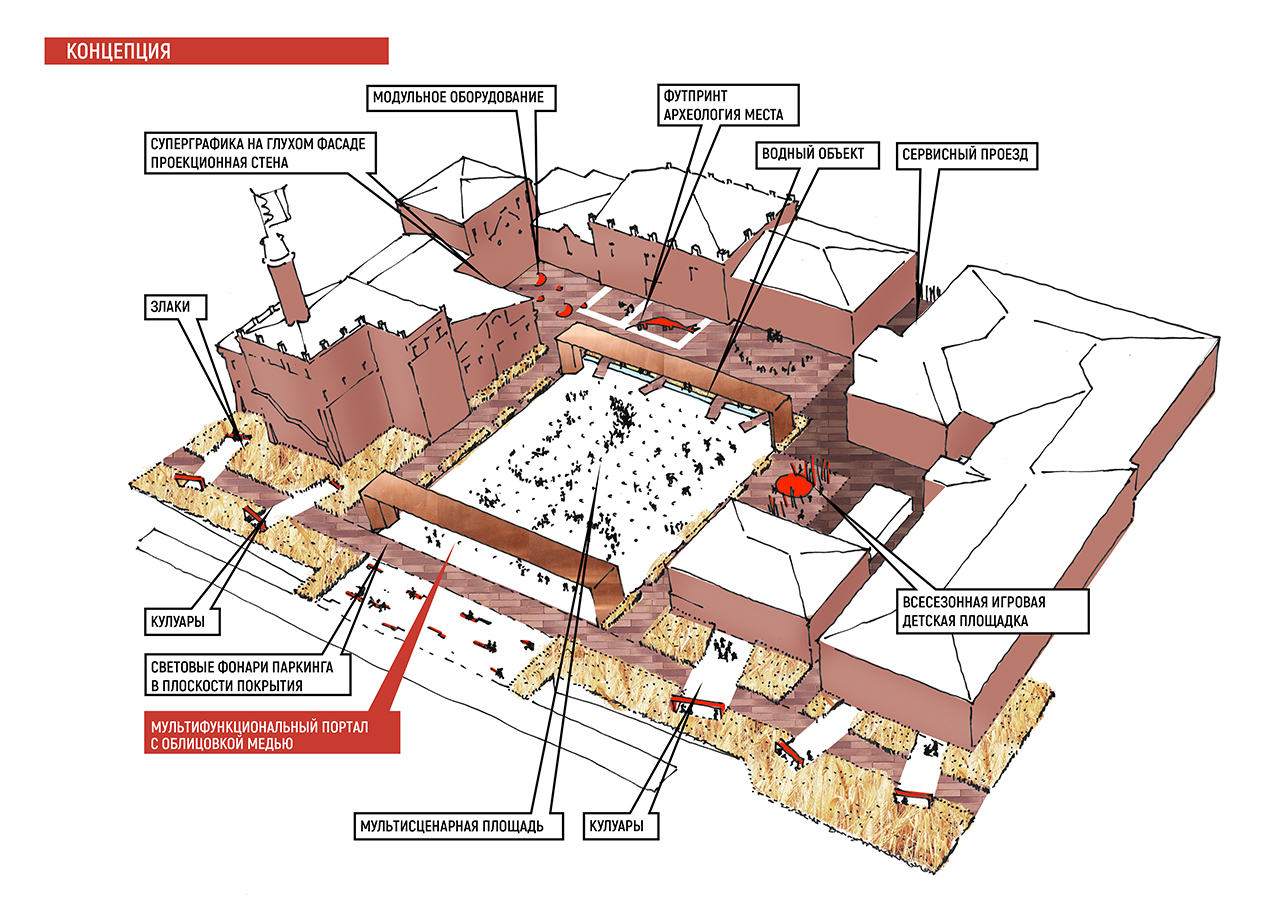 КОНЦЕПЦИЯ
МОДУЛЬНОЕ ОБОРУДОВАНИЕ
ФУТПРИНТ
АРХЕОЛОГИЯ МЕСТА
СУПЕРГРАФИКА НА ГЛУХОМ ФАСАДЕ
ПРОЕКЦИОННАЯ СТЕНА
ВОДНЫЙ ОБЪЕКТ
СЕРВИСНЫЙ ПРОЕЗД
ЗЛАКИ
КУЛУАРЫ
ВСЕСЕЗОННАЯ ИГРОВАЯ
ДЕТСКАЯ ПЛОЩАДКА
СВЕТОВЫЕ ФОНАРИ ПАРКИНГА
В ПЛОСКОСТИ ПОКРЫТИЯ
МУЛЬТИФУНКЦИОНАЛЬНЫЙ ПОРТАЛ
С ОБЛИЦОВКОЙ МЕДЬЮ
МУЛЬТИСЦЕНАРНАЯ ПЛОЩАДЬ
КУЛУАРЫ